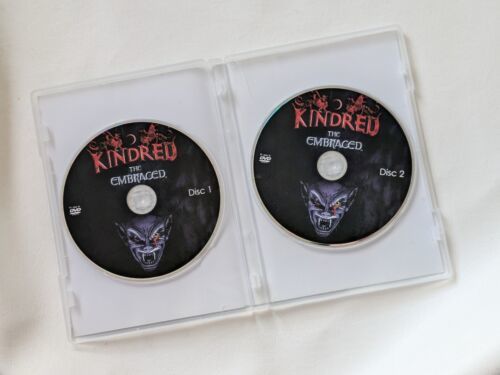 KINDRED
THE
EMBRACED
Disc 1
DVD
KINDRED
THE
EMBRACED
Disc 2
DVD